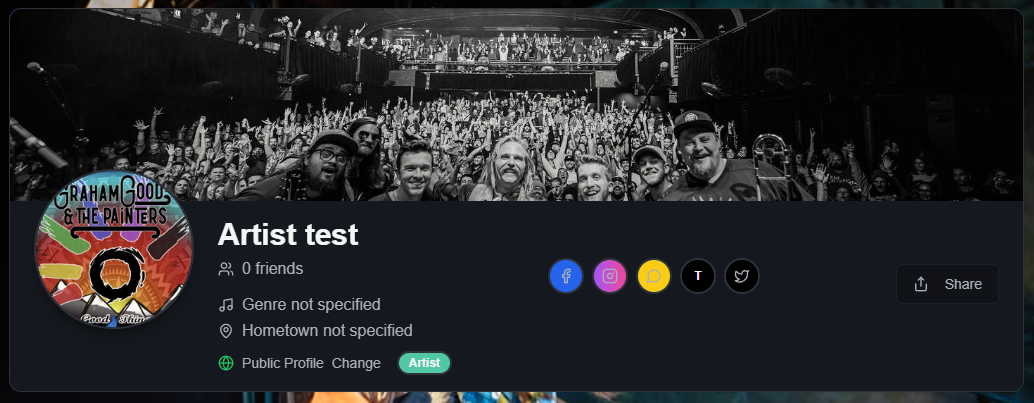 GRAHAM GOOD
& THE PAINTERS
Good Thin
Artist test
0 friends
T
Share
Genre not specified
Hometown not specified
Public Profile Change Artist